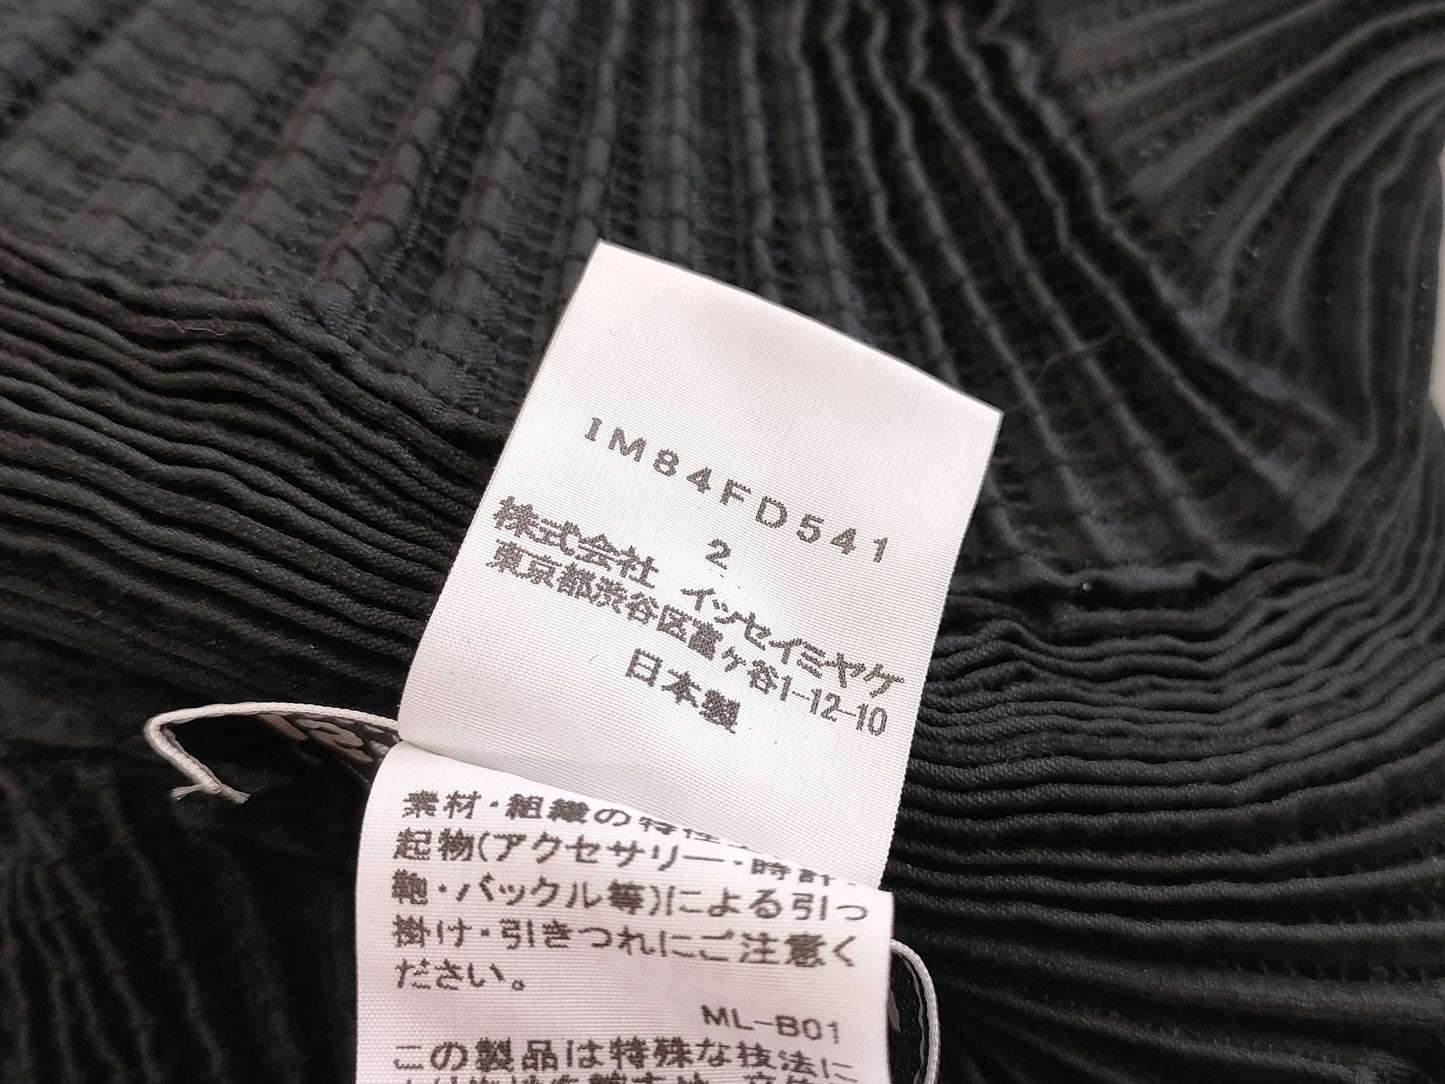 IM84FD541
2
株式会社 イッセイミヤケ
東京都渋谷区富ヶ谷1-12-10
日本製
素材・組織の特性
起物(アクセサリー・時計・
鞄・バックル等)による引っ
掛け・引きつれにご注意く
ださい。
ML-B01
この製品は特殊な技法に